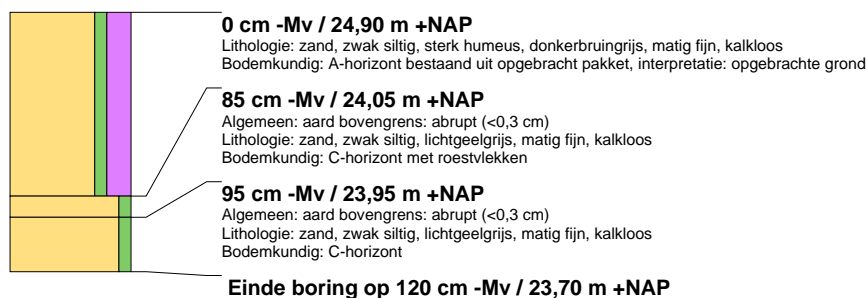 0 cm -Mv / 24,90 m +NAP
Lithologie: zand, zwak siltig, sterk humeus, donkerbruingrijs, matig fijn, kalkloos
Bodemkundig: A-horizont bestaand uit opgebracht pakket, interpretatie: opgebrachte grond
85 cm -Mv / 24,05 m +NAP
Algemeen: aard bovengrens: abrupt (<0,3 cm)
Lithologie: zand, zwak siltig, lichtgeelgrijs, matig fijn, kalkloos
Bodemkundig: C-horizont met roestvlekken
95 cm -Mv / 23,95 m +NAP
Algemeen: aard bovengrens: abrupt (<0,3 cm)
Lithologie: zand, zwak siltig, lichtgeelgrijs, matig fijn, kalkloos
Bodemkundig: C-horizont
Einde boring op 120 cm -Mv / 23,70 m +NAP